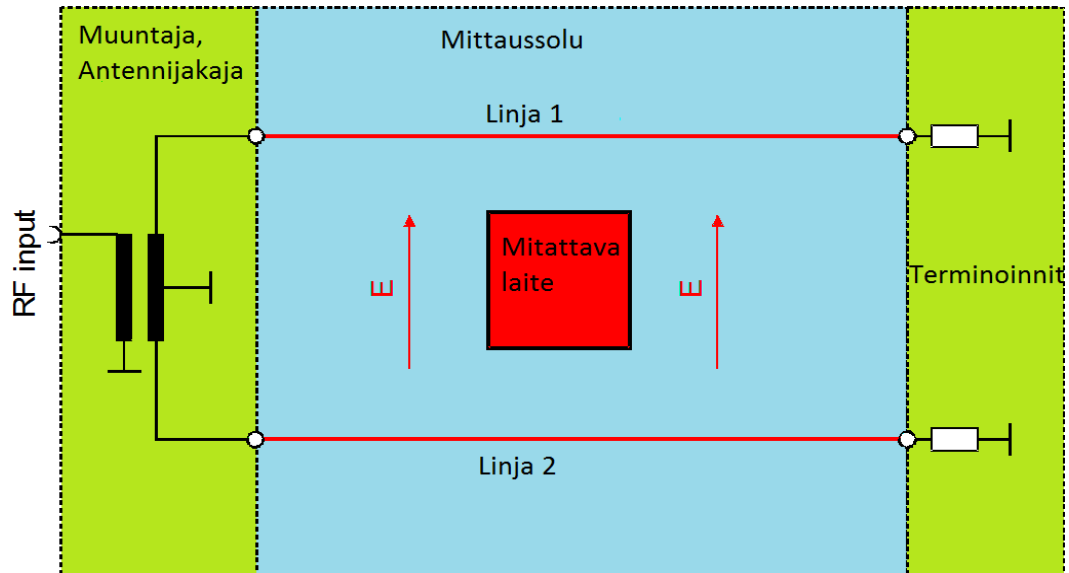 Muuntaja,
Antennijakaja
Mittaussolu
Linja 1
RF input
E
Mitattava
laite
E
Terminoinnit
Linja 2